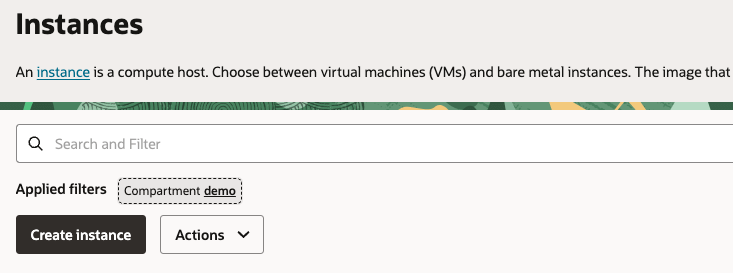 Instances
An instance is a compute host. Choose between virtual machines (VMs) and bare metal instances. The image that
Search and Filter
Applied filters Compartment demo
Create instance Actions